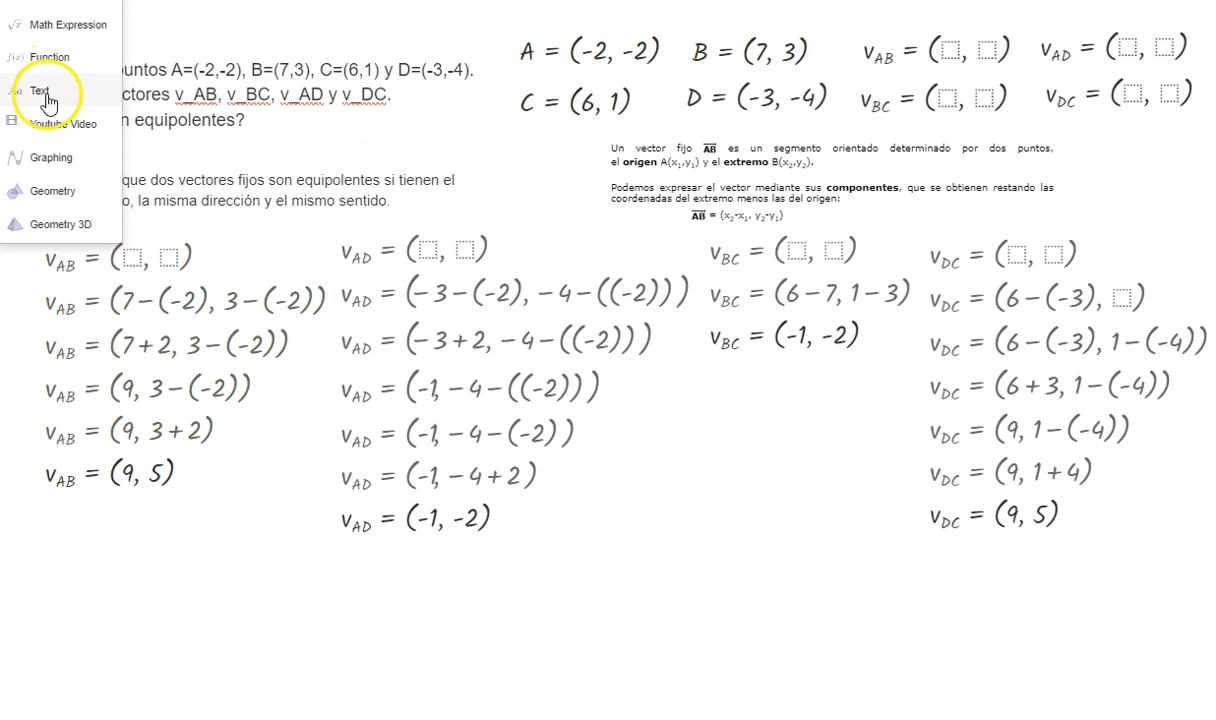 Math Expression
Function
Text
Youtube Video
Graphing
Geometry
Geometry 3D
untos A=(-2,-2), B=(7,3), C=(6,1) y D=(-3,-4).
ctores v_AB, v_BC, v_AD y v_DC.
n equipolentes?
que dos vectores fijos son equipolentes si tienen el
o, la misma dirección y el mismo sentido.
A = (-2, -2) B = (7, 3) v_AB = (□, □) v_AD = (□, □)
C = (6, 1) D = (-3, -4) v_BC = (□, □) v_DC = (□, □)
Un vector fijo AB es un segmento orientado determinado por dos puntos,
el origen A(x₁,y₁) y el extremo B(x₂,y₂).
Podemos expresar el vector mediante sus componentes, que se obtienen restando las
coordenadas del extremo menos las del origen:
AB = (x₂-x₁, y₂-y₁)
v_AB = (□, □)
v_AB = (7-(-2), 3-(-2))
v_AB = (7+2, 3-(-2))
v_AB = (9, 3-(-2))
v_AB = (9, 3+2)
v_AB = (9, 5)
v_AD = (□, □)
v_AD = (-3-(-2), -4-((-2)))
v_AD = (-3+2, -4-((-2)))
v_AD = (-1, -4-((-2)))
v_AD = (-1, -4-(-2))
v_AD = (-1, -4+2)
v_AD = (-1, -2)
v_BC = (□, □)
v_BC = (6-7, 1-3)
v_BC = (-1, -2)
v_DC = (□, □)
v_DC = (6-(-3), □)
v_DC = (6-(-3), 1-(-4))
v_DC = (6+3, 1-(-4))
v_DC = (9, 1-(-4))
v_DC = (9, 1+4)
v_DC = (9, 5)